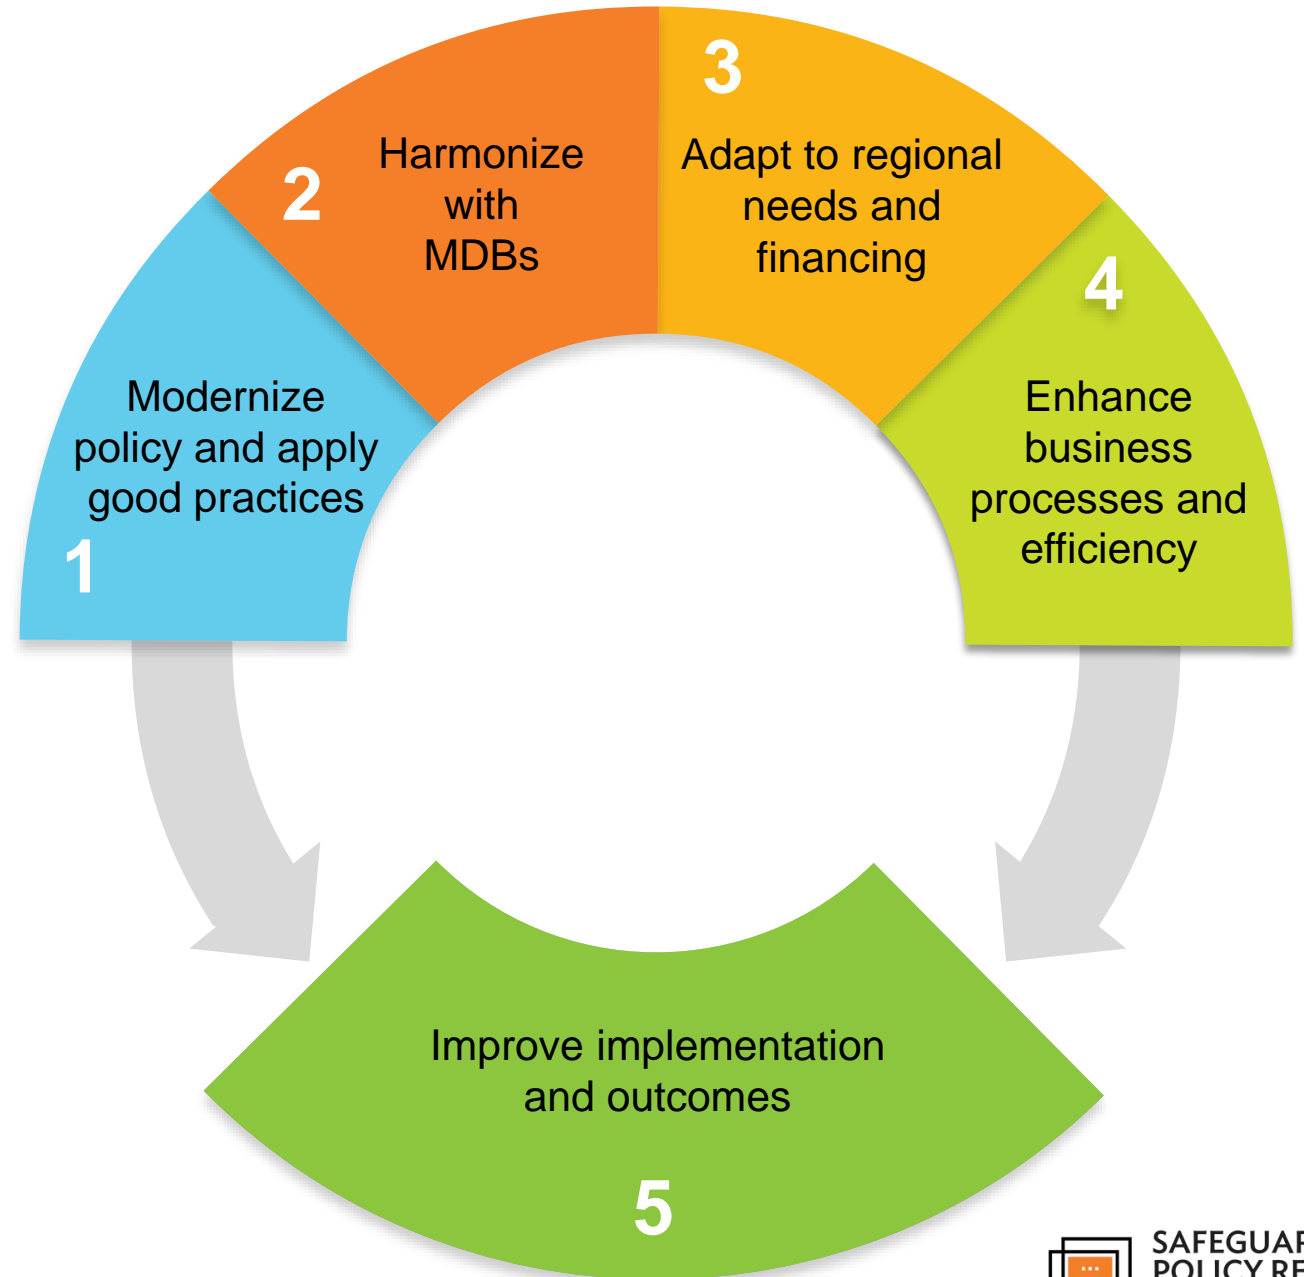 1
Modernize
policy and apply
good practices
2
Harmonize
with
MDBs
3
Adapt to regional
needs and
financing
4
Enhance
business
processes and
efficiency
Improve implementation
and outcomes
5
POLICY